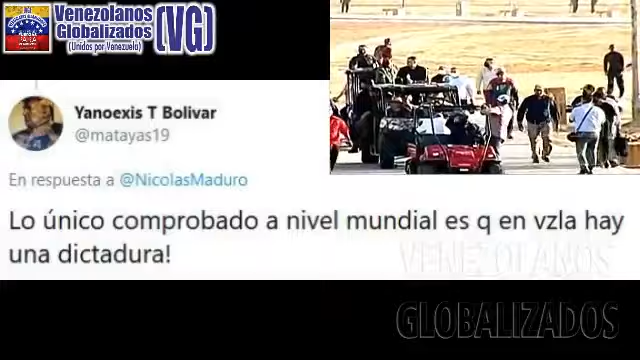 Venezolanos
Globalizados
(Unidos por Venezuela)
(VG)
Yanoexis T Bolivar
@matayas19
En respuesta a @NicolasMaduro
Lo único comprobado a nivel mundial es q en vzla hay
una dictadura!
VENEZOLANOS
GLOBALIZADOS